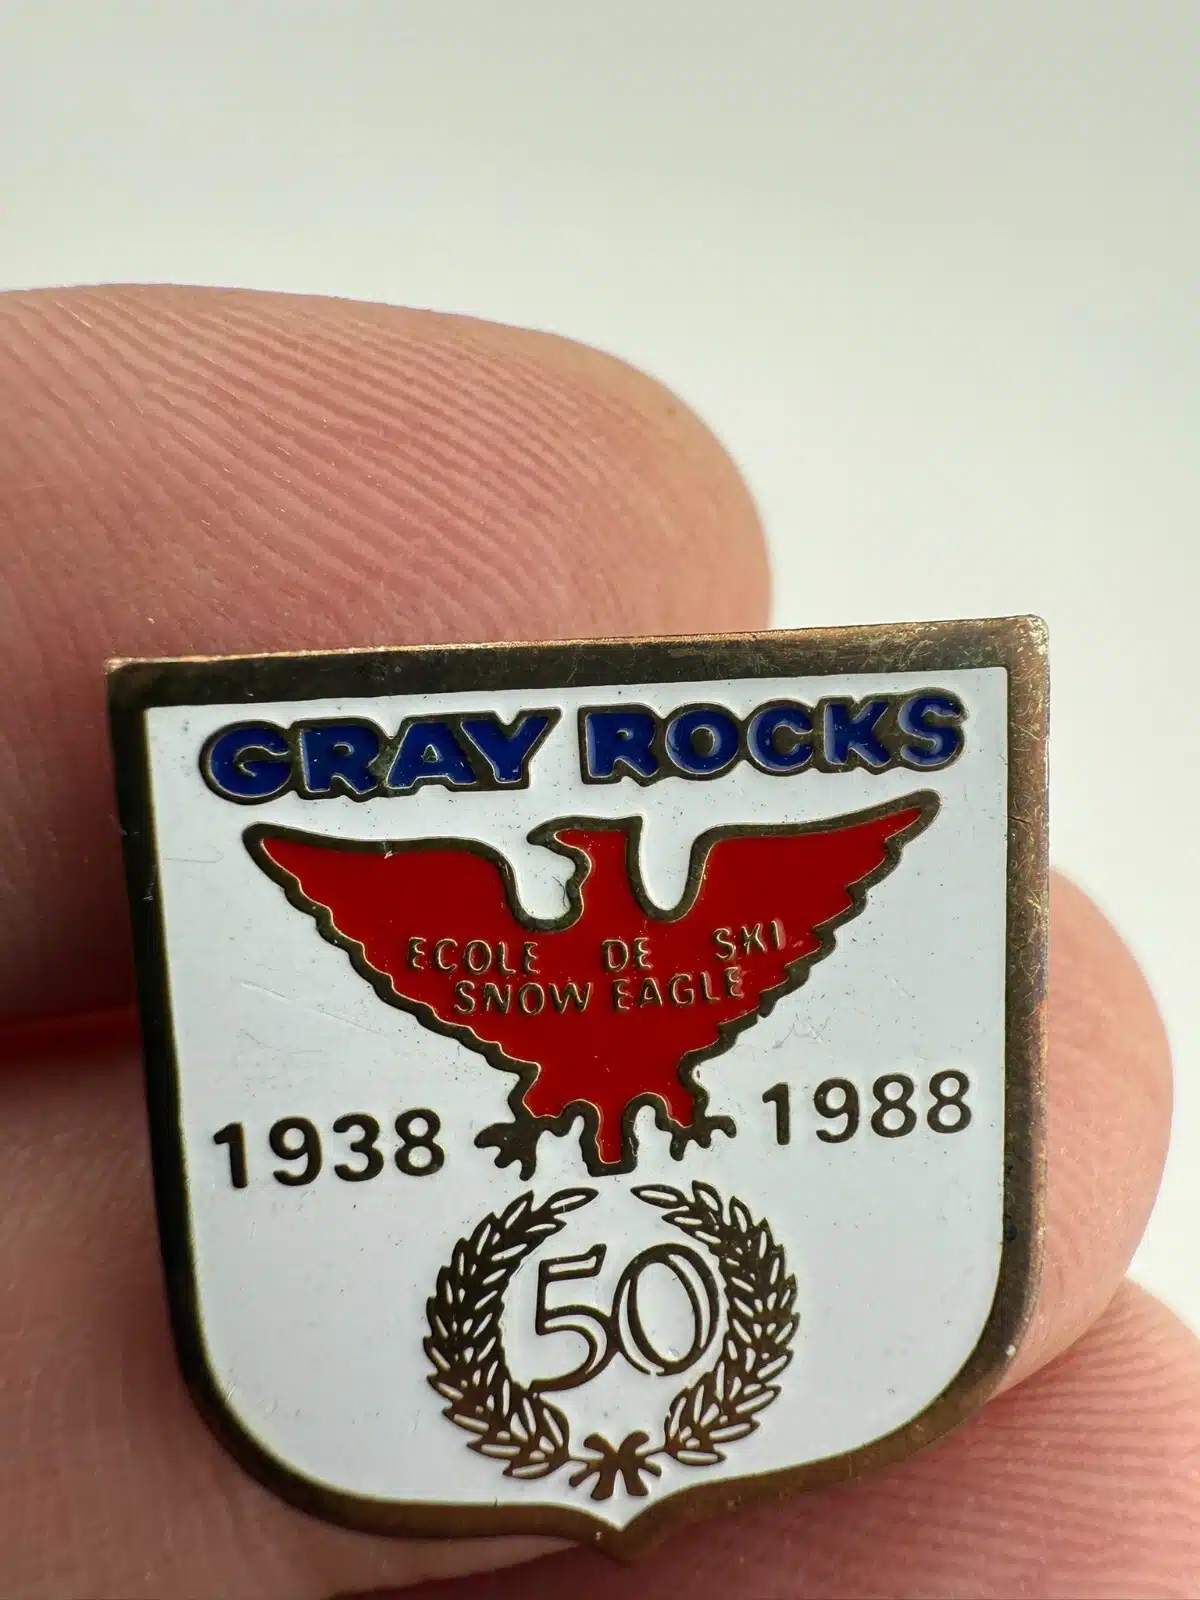 GRAY ROCKS
ECOLE DE SKI
SNOW EAGLE
1938 1988
50